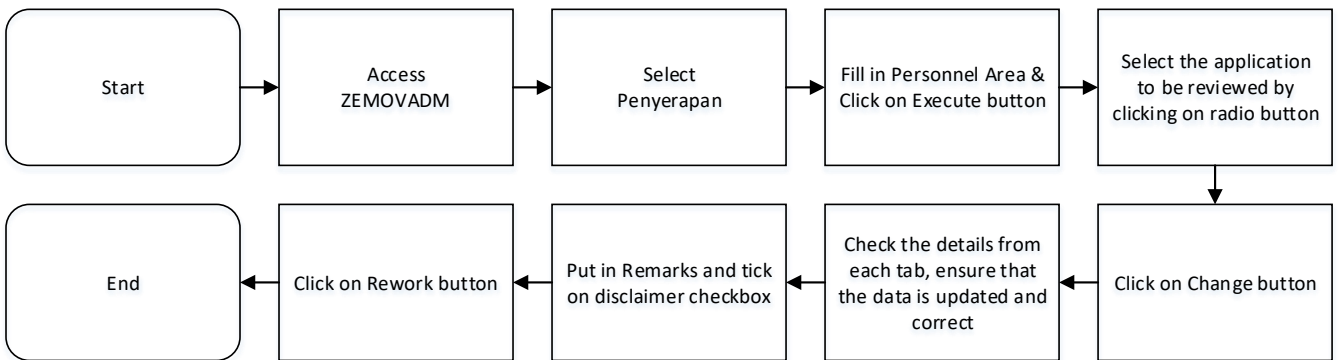 Start
Access
ZEMOVADM
Select
Penyerapan
Fill in Personnel Area &
Click on Execute button
Select the application
to be reviewed by
clicking on radio button
Click on Change button
Check the details from
each tab, ensure that
the data is updated and
correct
Put in Remarks and tick
on disclaimer checkbox
Click on Rework button
End